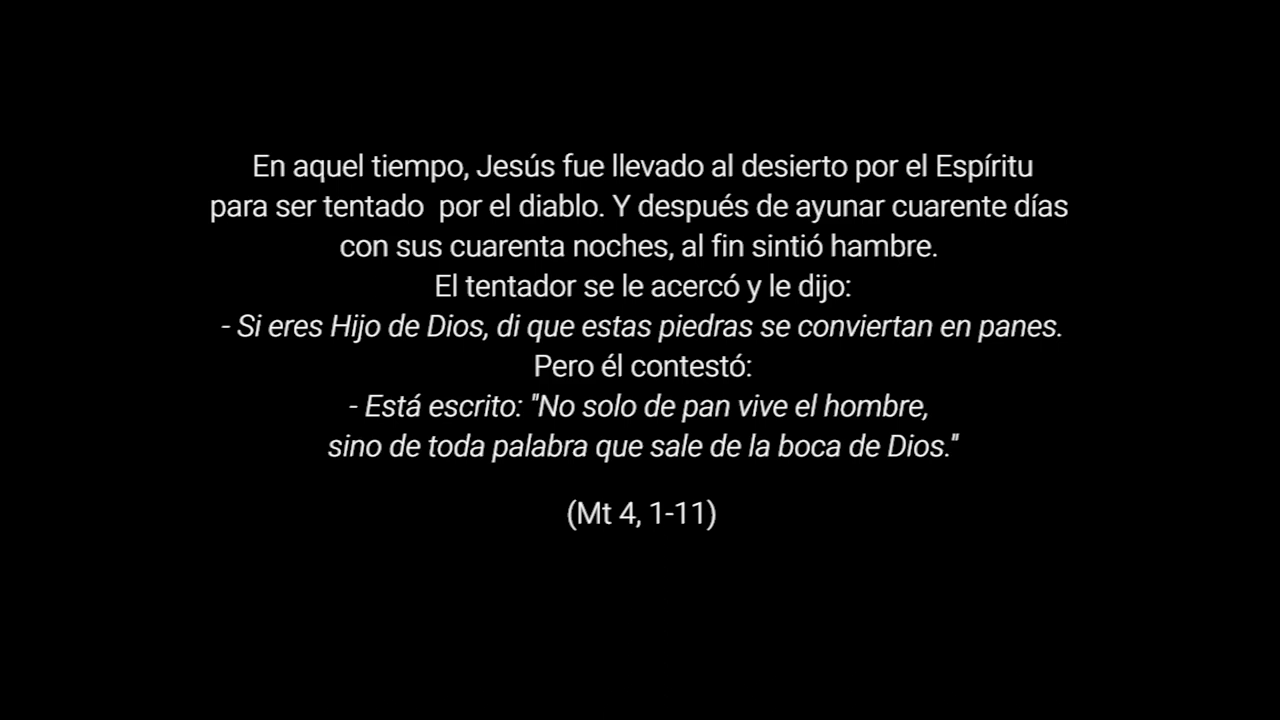 En aquel tiempo, Jesús fue llevado al desierto por el Espíritu
para ser tentado  por el diablo. Y después de ayunar cuarente días
con sus cuarenta noches, al fin sintió hambre.
El tentador se le acercó y le dijo:
- Si eres Hijo de Dios, di que estas piedras se conviertan en panes.
Pero él contestó:
- Está escrito: "No solo de pan vive el hombre,
sino de toda palabra que sale de la boca de Dios."
(Mt 4, 1-11)